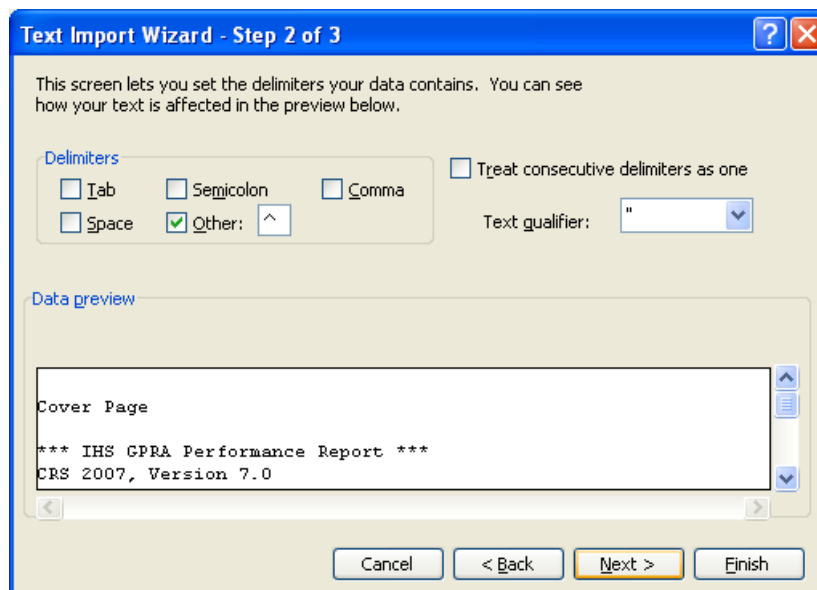 Text Import Wizard - Step 2 of 3
This screen lets you set the delimiters your data contains.  You can see
how your text is affected in the preview below.
Delimiters
Tab
Semicolon
Comma
Space
Other: ^
Treat consecutive delimiters as one
Text qualifier: "
Data preview
Cover Page
*** IHS GPRA Performance Report ***
CRS 2007, Version 7.0
Cancel
< Back
Next >
Finish